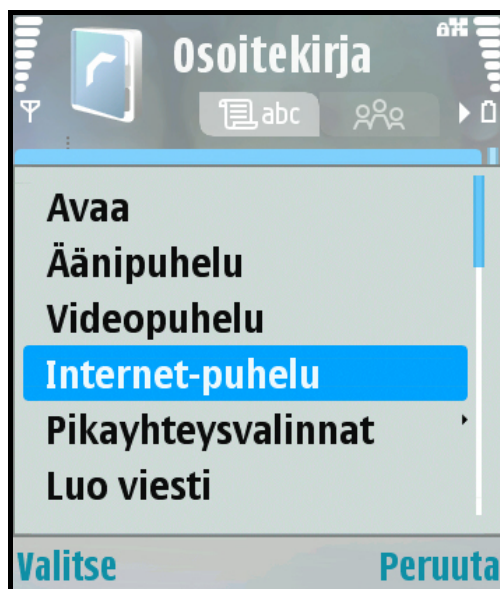 Osoitekirja
abc
Avaa
Äänipuhelu
Videopuhelu
Internet-puhelu
Pikayhteysvalinnat
Luo viesti
Valitse Peruuta